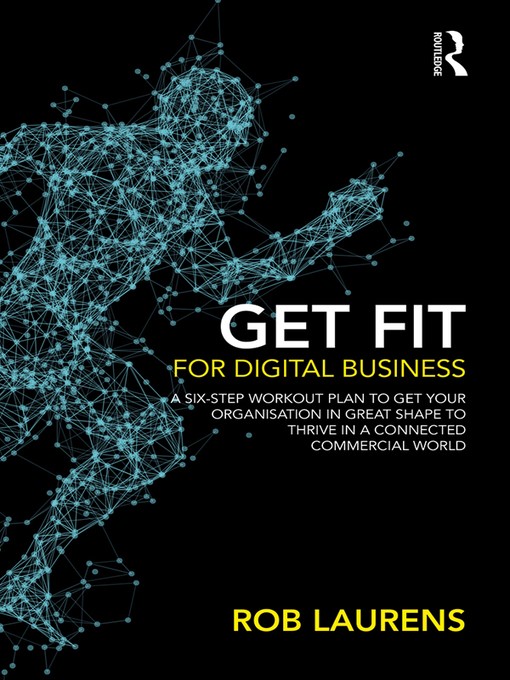 ROUTLEDGE
GET FIT
FOR DIGITAL BUSINESS
A SIX-STEP WORKOUT PLAN TO GET YOUR
ORGANISATION IN GREAT SHAPE TO
THRIVE IN A CONNECTED
COMMERCIAL WORLD
ROB LAURENS